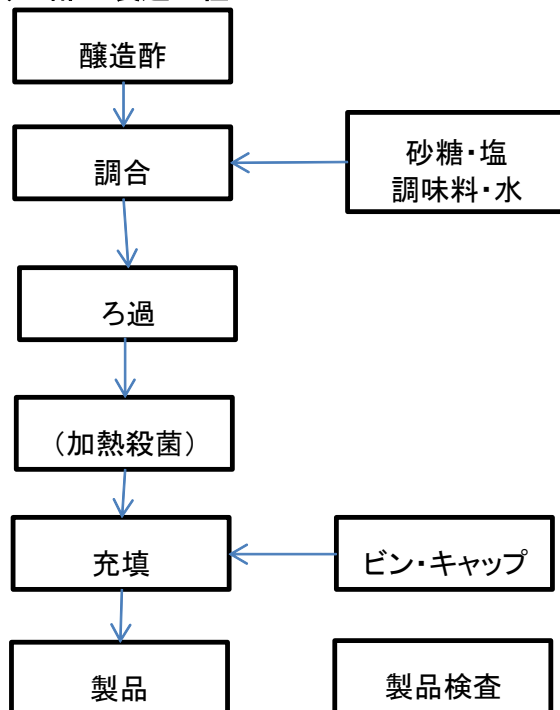 醸造酢
調合
砂糖・塩
調味料・水
ろ過
(加熱殺菌)
充填
ビン・キャップ
製品
製品検査